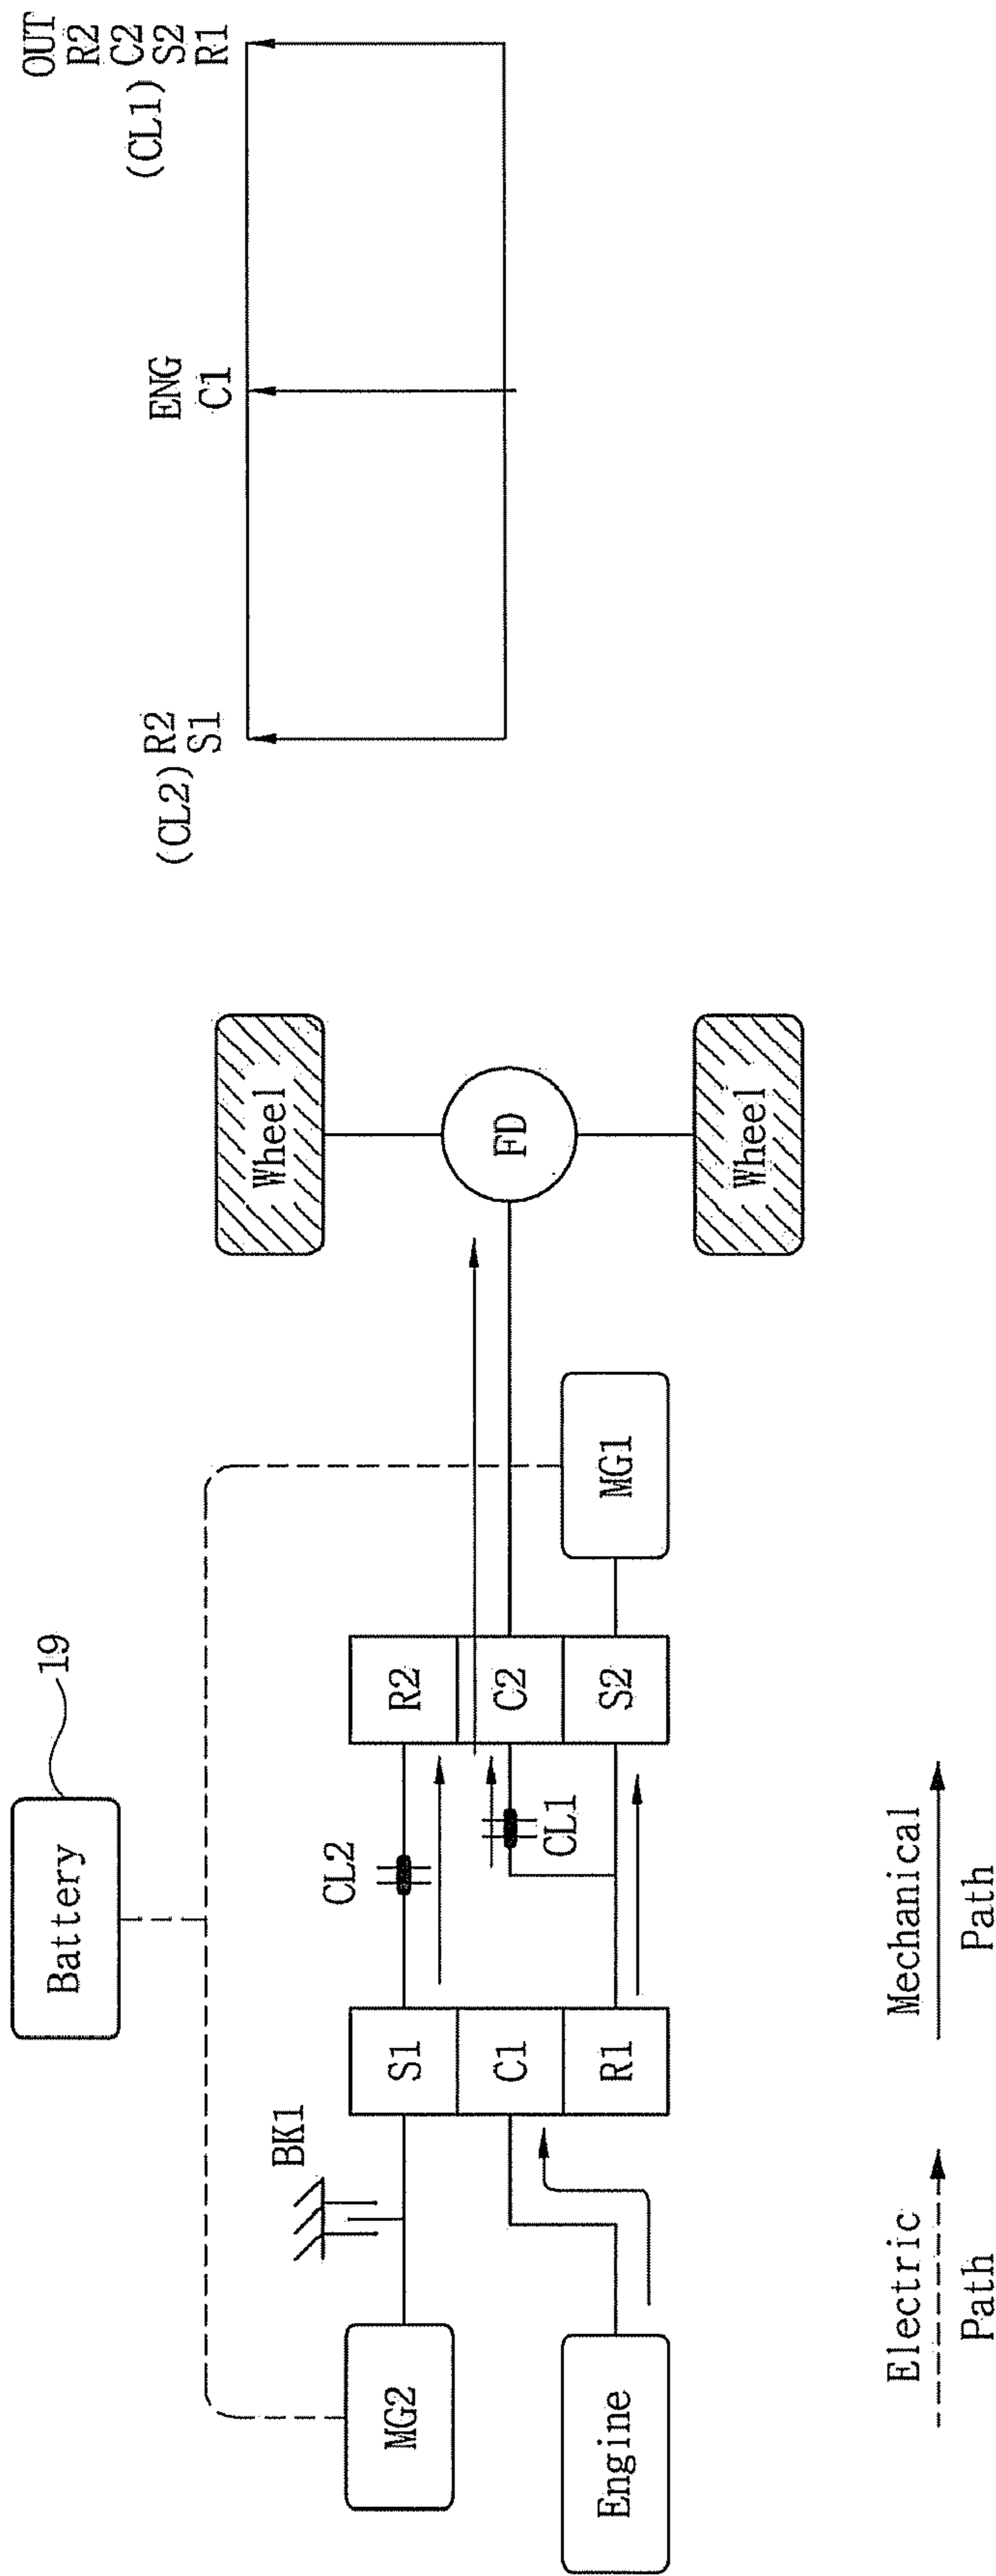 Battery
19
MG2
BK1
Engine
S1
C1
R1
CL2
CL1
R2
C2
S2
MG1
FD
Wheel
Wheel
Electric
Path
Mechanical
Path
(CL2) R2
S1
ENG
C1
OUT
R2
(CL1) C2
S2
R1